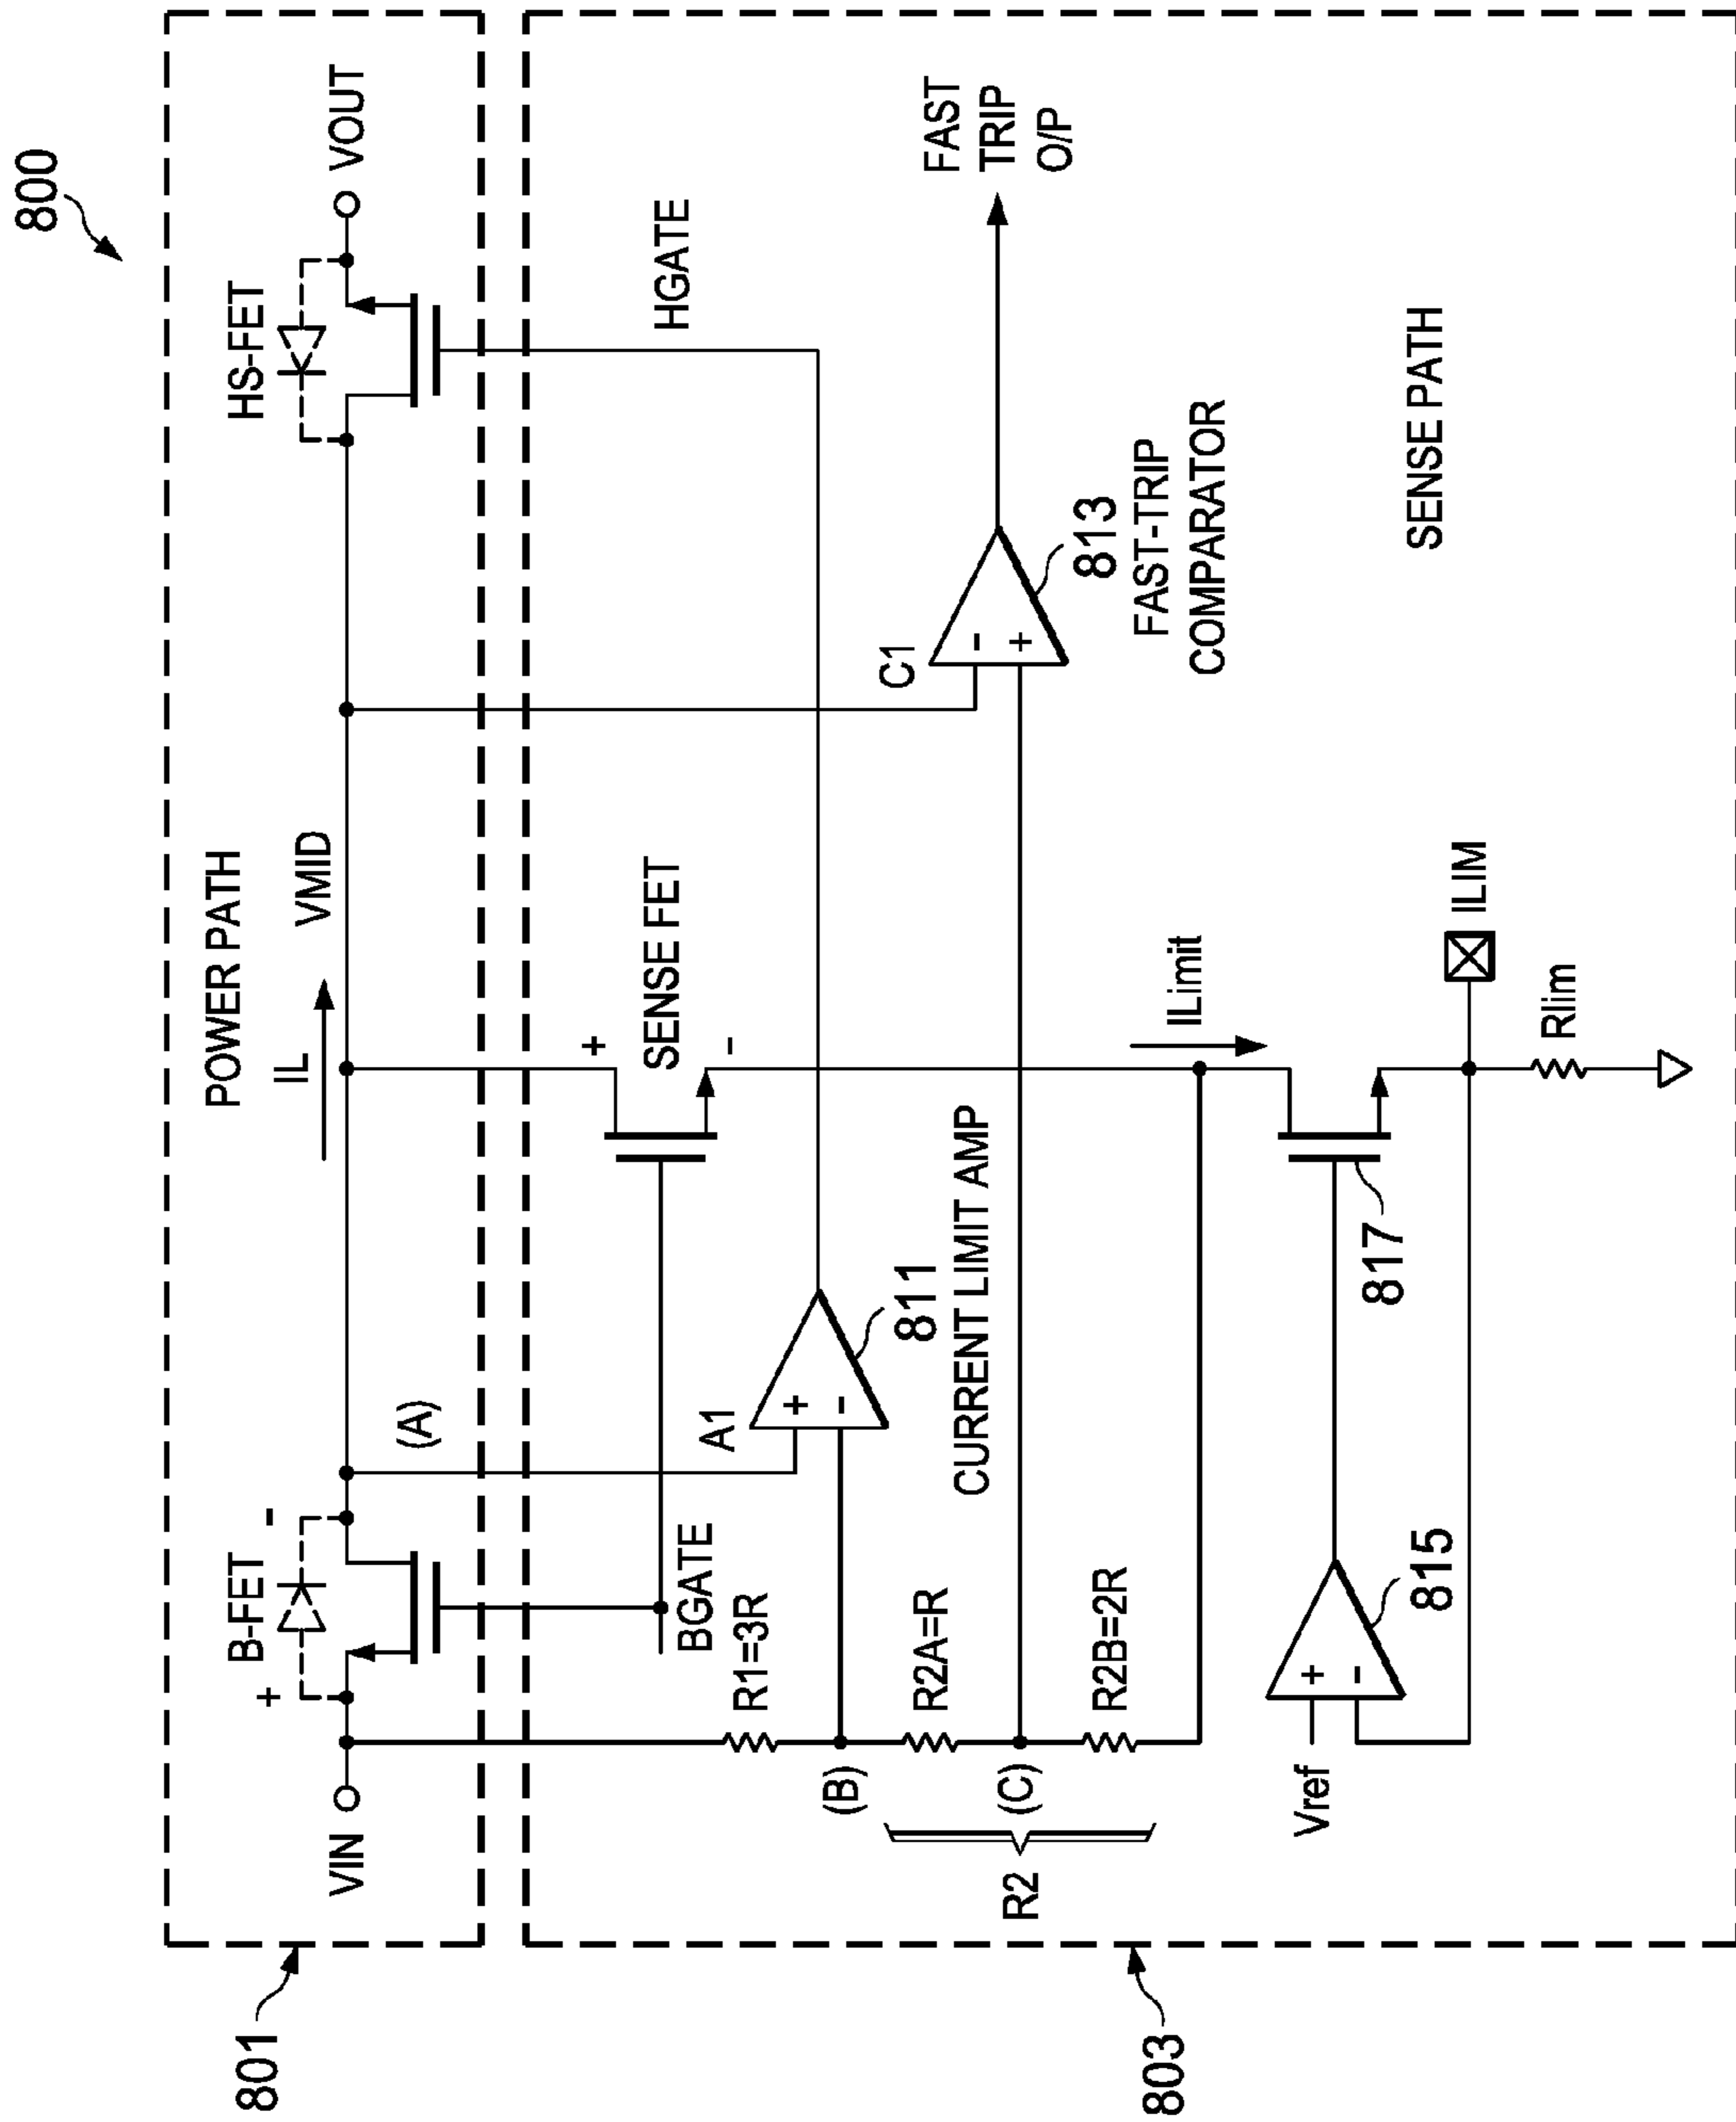 800
801
803
POWER PATH
IL
VMID
VIN
VOUT
+
B-FET
-
HS-FET
(A)
BGATE
HGATE
+
SENSE FET
-
R1=3R
(B)
R2A=R
(C)
R2B=2R
R2
A1
+
-
811
CURRENT LIMIT AMP
C1
-
+
813
FAST-TRIP
COMPARATOR
FAST
TRIP
O/P
ILimit
Vref
+
-
815
817
ILIM
Rlim
SENSE PATH